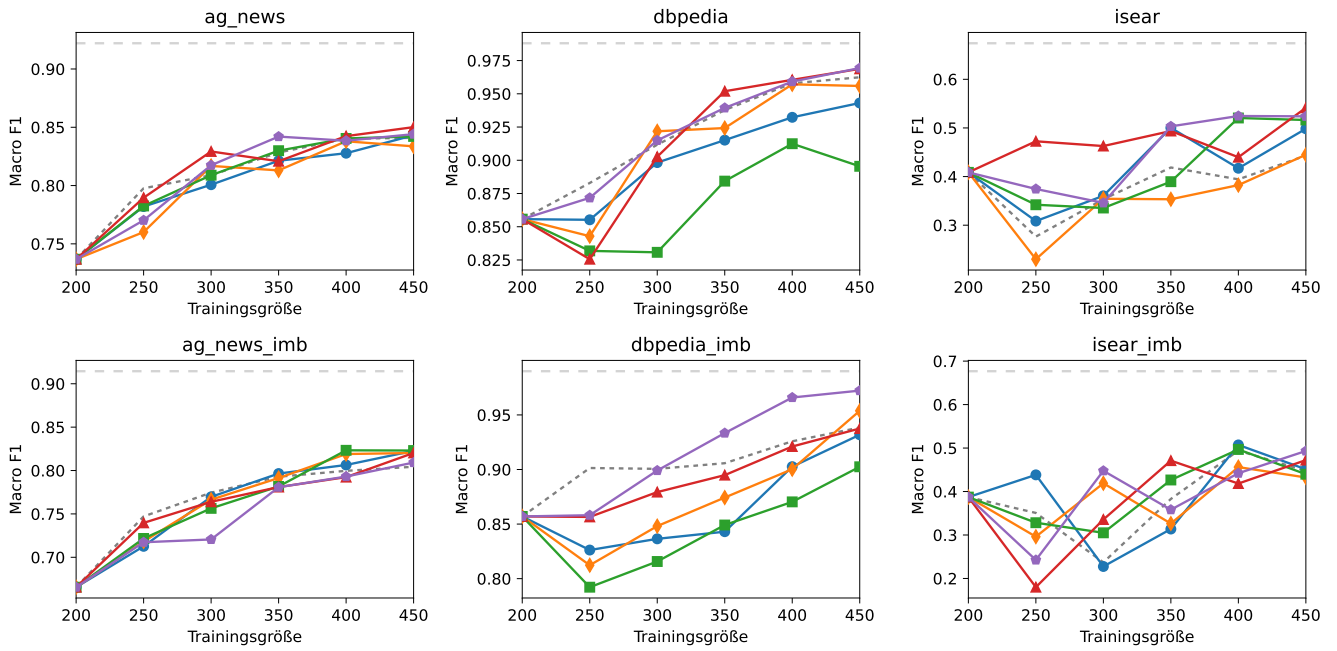 ag_news
dbpedia
isear
Macro F1
0.90
0.85
0.80
0.75
200 250 300 350 400 450
Trainingsgröße
Macro F1
0.975
0.950
0.925
0.900
0.875
0.850
0.825
200 250 300 350 400 450
Trainingsgröße
Macro F1
0.6
0.5
0.4
0.3
200 250 300 350 400 450
Trainingsgröße
ag_news_imb
dbpedia_imb
isear_imb
Macro F1
0.90
0.85
0.80
0.75
0.70
200 250 300 350 400 450
Trainingsgröße
Macro F1
0.95
0.90
0.85
0.80
200 250 300 350 400 450
Trainingsgröße
Macro F1
0.7
0.6
0.5
0.4
0.3
0.2
200 250 300 350 400 450
Trainingsgröße